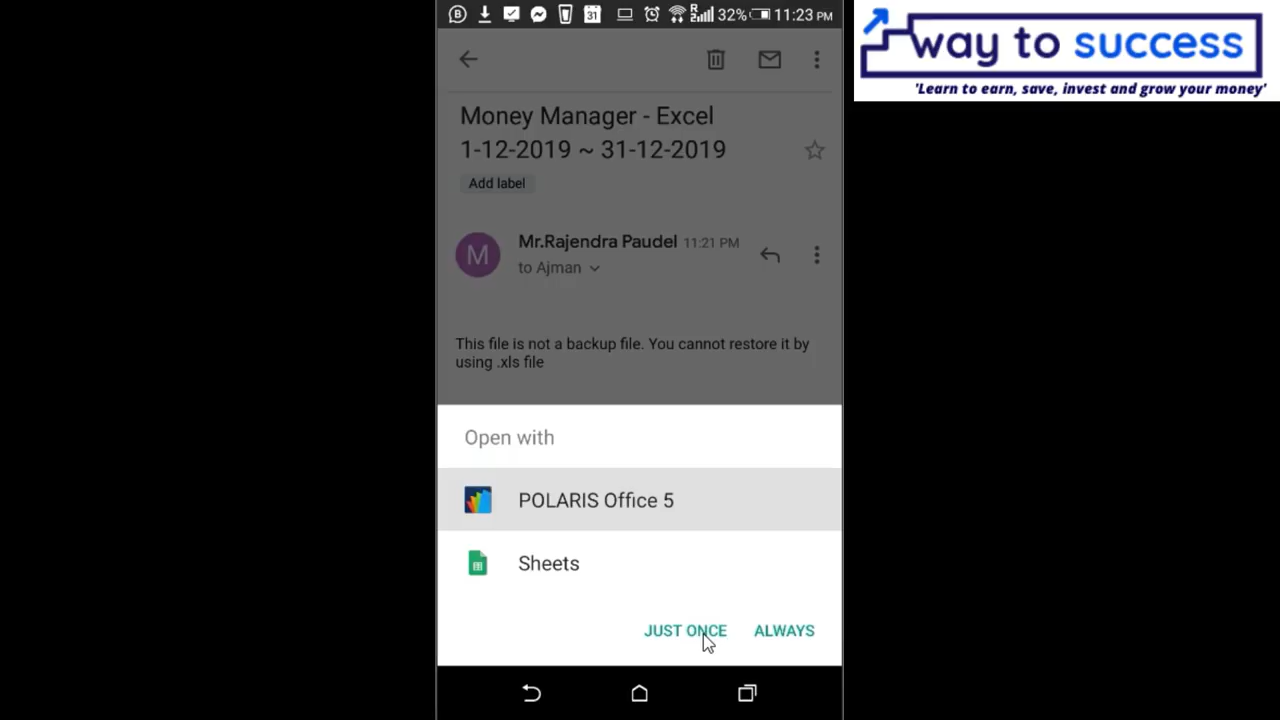 32% 11:23 PM
way to success
'Learn to earn, save, invest and grow your money'
Money Manager - Excel
1-12-2019 ~ 31-12-2019
Add label
M
Mr.Rajendra Paudel 11:21 PM
to Ajman
This file is not a backup file. You cannot restore it by
using .xls file
Open with
POLARIS Office 5
Sheets
JUST ONCE ALWAYS